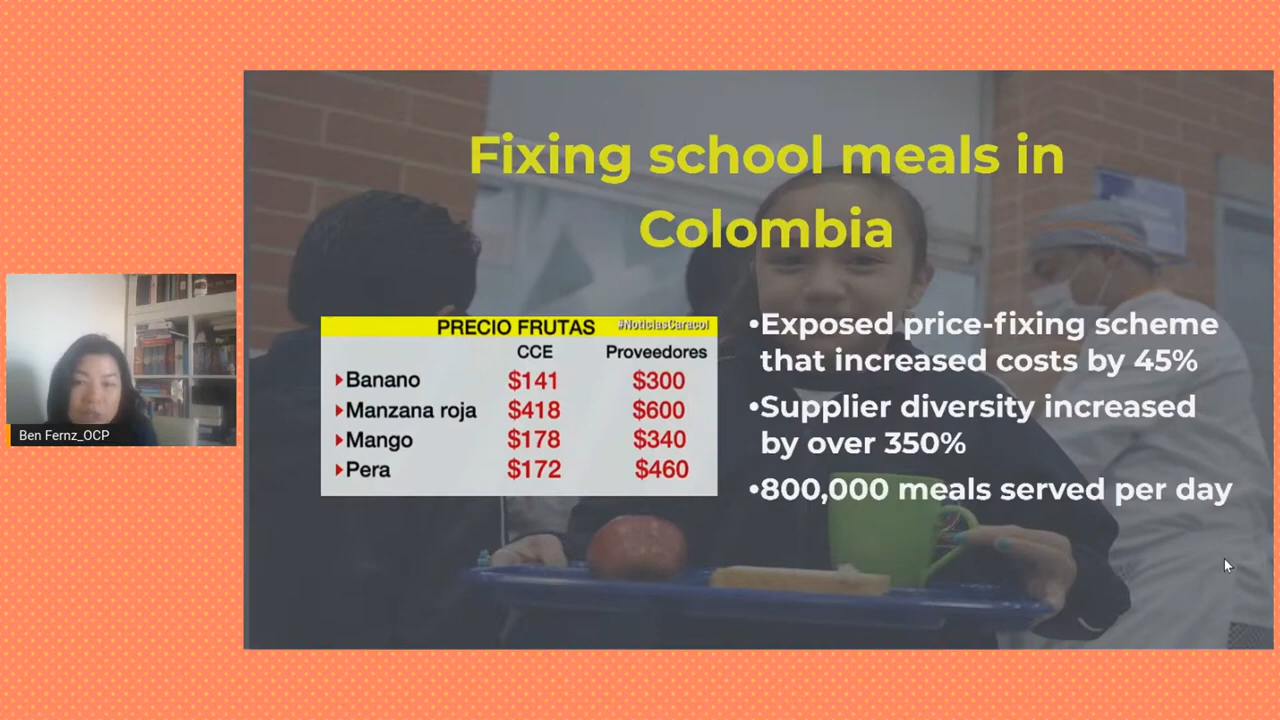 Fixing school meals in
Colombia
PRECIO FRUTAS #NoticiasCaracol
CCE Proveedores
Banano $141 $300
Manzana roja $418 $600
Mango $178 $340
Pera $172 $460
•Exposed price-fixing scheme
that increased costs by 45%
•Supplier diversity increased
by over 350%
•800,000 meals served per day
Ben Fernz_OCP